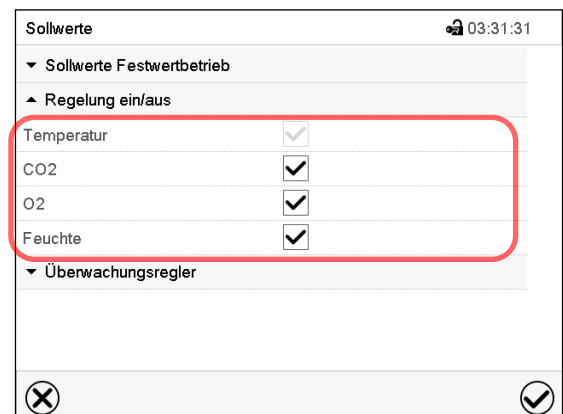 Sollwerte 03:31:31
Sollwerte Festwertbetrieb
Regelung ein/aus
Temperatur
CO2
O2
Feuchte
Überwachungsregler